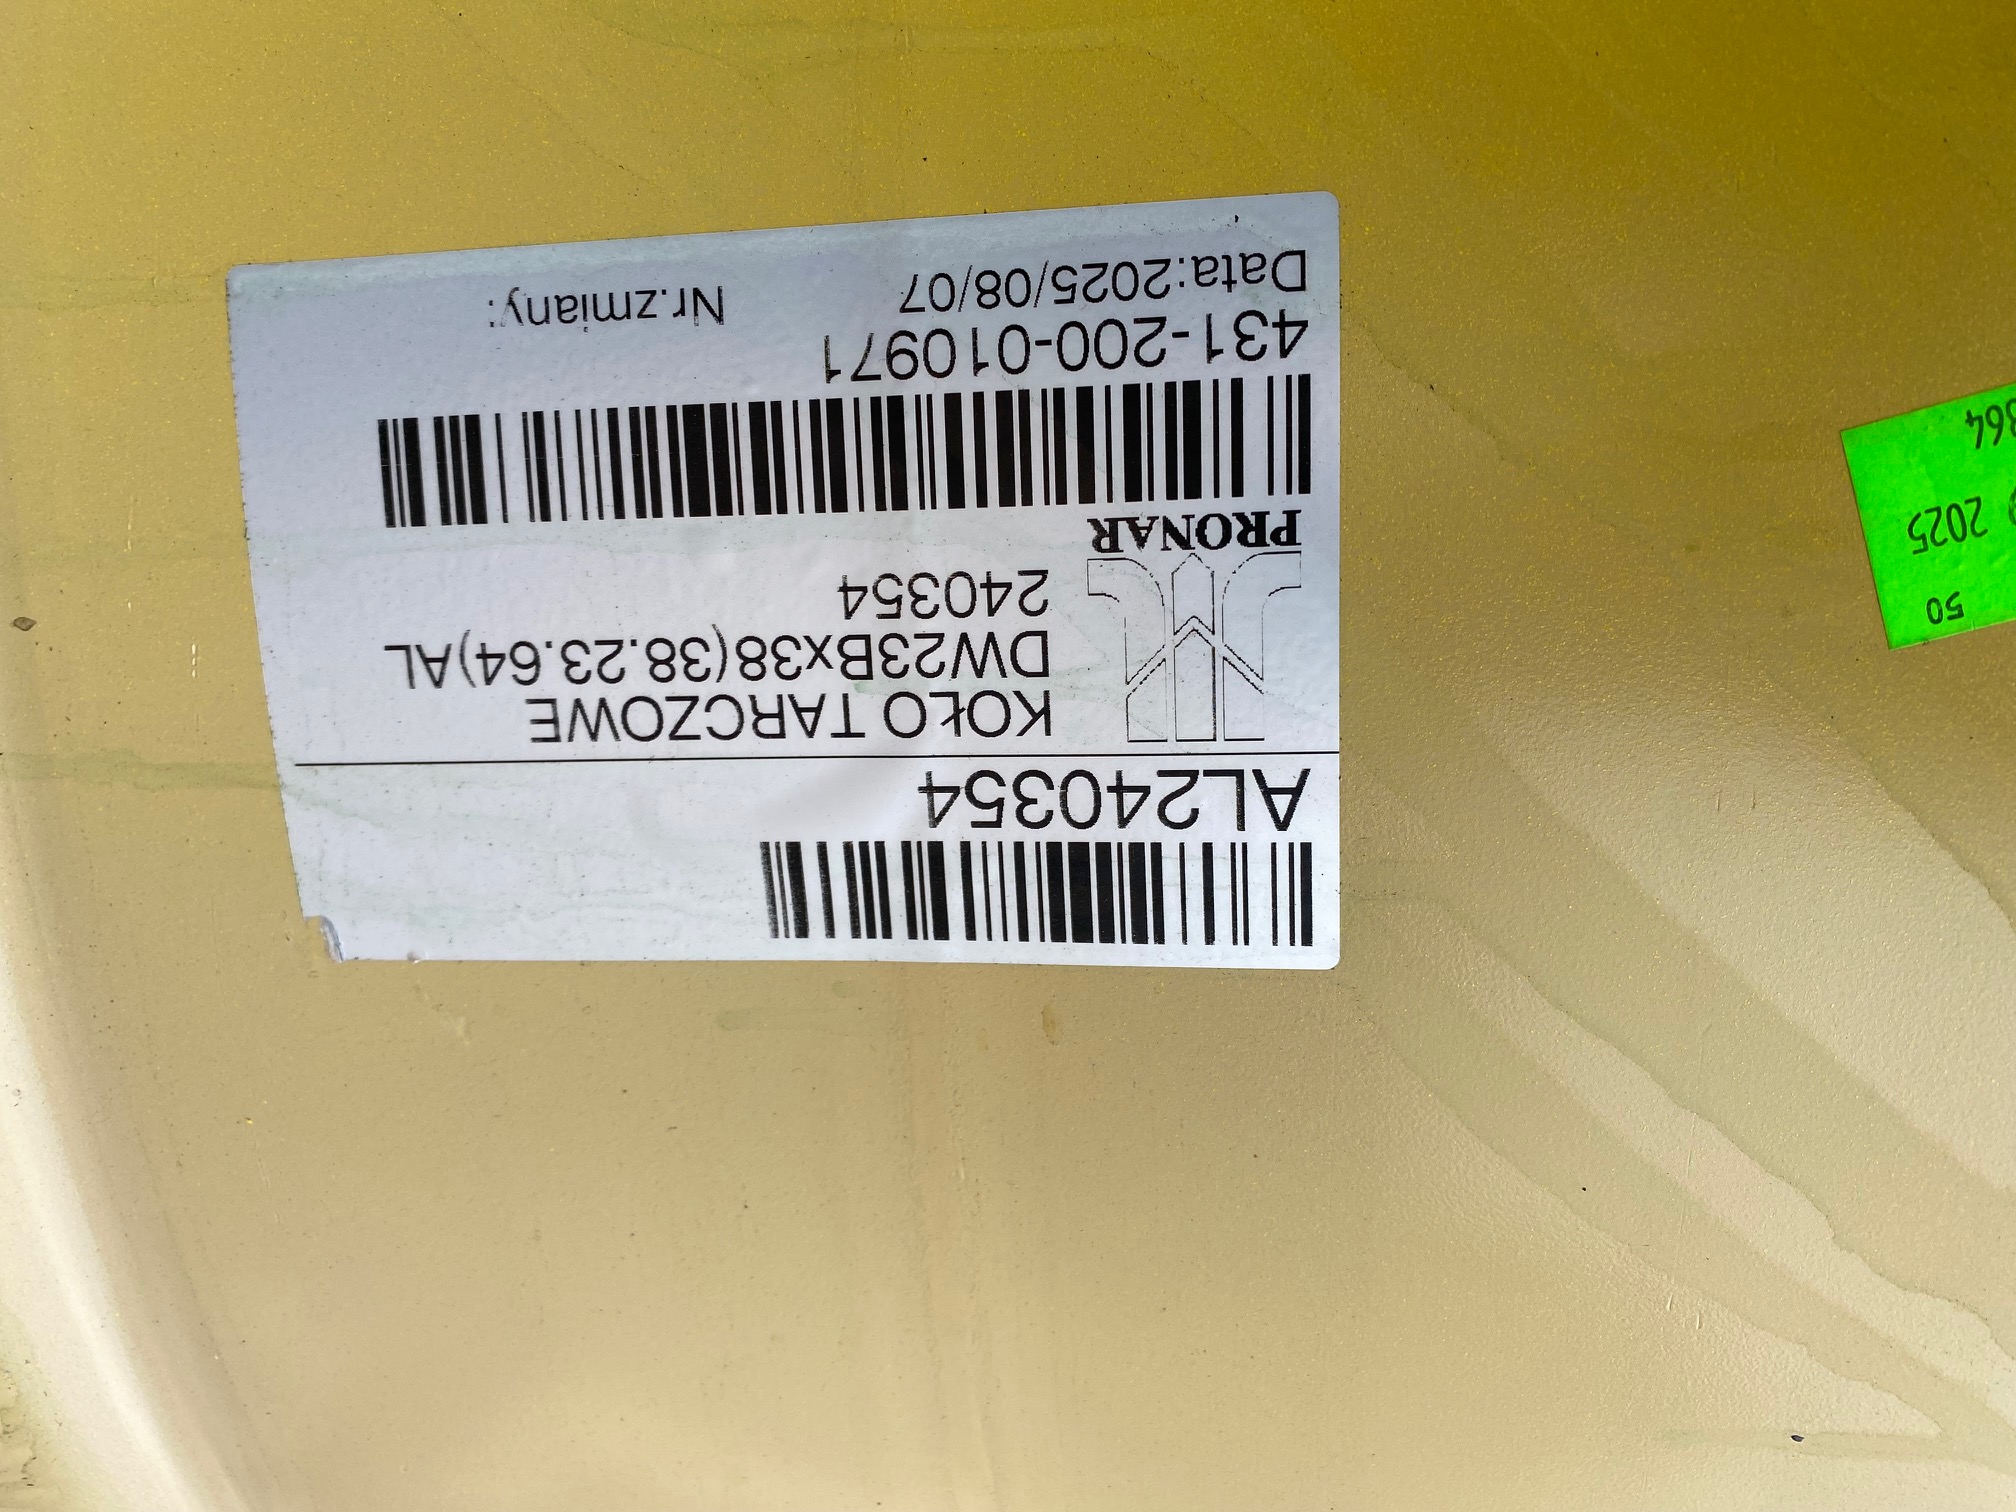 AL240354
KOŁO TARCZOWE
DW23Bx38(38.23.64)AL
240354
PRONAR
431-200-010971
Data:2025/08/07 Nr.zmiany:
50
2025
64